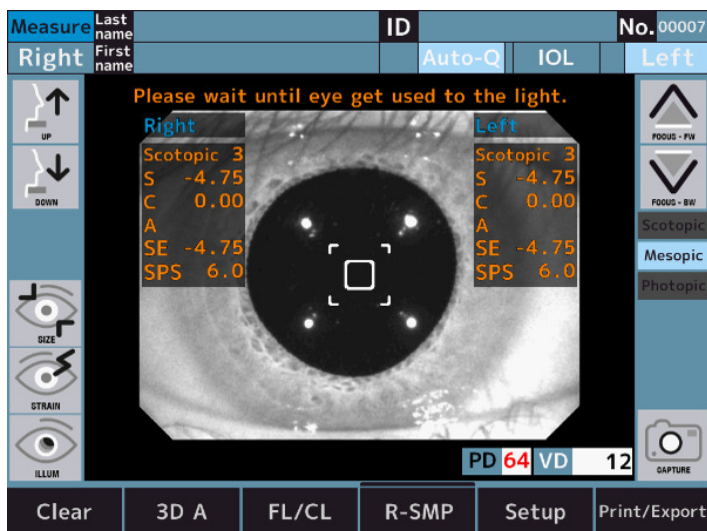 Measure Last name ID No. 00007
Right First name Auto-Q IOL Left
Please wait until eye get used to the light.
UP
DOWN
SIZE
STRAIN
ILLUM
Right
Scotopic 3
S -4.75
C 0.00
A
SE -4.75
SPS 6.0
Left
Scotopic 3
S -4.75
C 0.00
A
SE -4.75
SPS 6.0
FOCUS - FW
FOCUS - BW
Scotopic
Mesopic
Photopic
CAPTURE
PD 64 VD 12
Clear 3D A FL/CL R-SMP Setup Print/Export